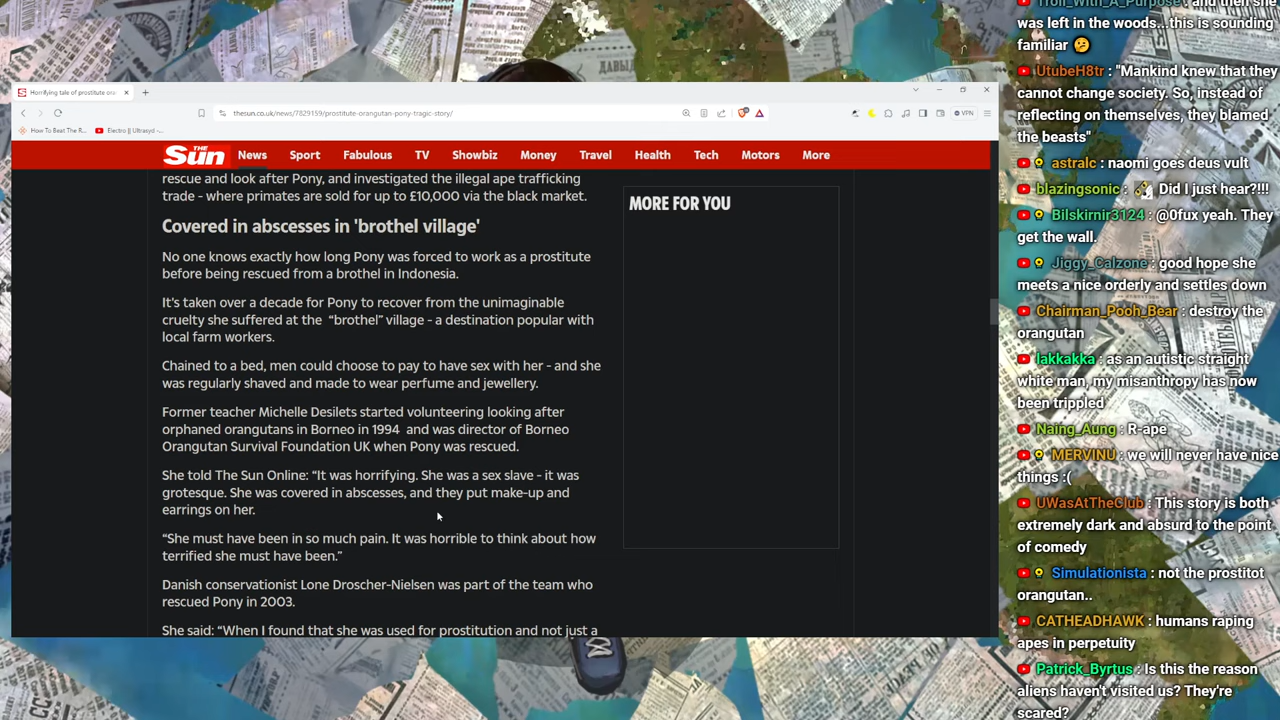 Horrifying tale of prostitute ora
thesun.co.uk/news/7829159/prostitute-orangutan-pony-tragic-story/
VPN
How To Beat The R...
Electro || Ultrasyd -...
THE Sun
News
Sport
Fabulous
TV
Showbiz
Money
Travel
Health
Tech
Motors
More
rescue and look after Pony, and investigated the illegal ape trafficking
trade - where primates are sold for up to £10,000 via the black market.
Covered in abscesses in 'brothel village'
No one knows exactly how long Pony was forced to work as a prostitute
before being rescued from a brothel in Indonesia.
It's taken over a decade for Pony to recover from the unimaginable
cruelty she suffered at the “brothel” village - a destination popular with
local farm workers.
Chained to a bed, men could choose to pay to have sex with her - and she
was regularly shaved and made to wear perfume and jewellery.
Former teacher Michelle Desilets started volunteering looking after
orphaned orangutans in Borneo in 1994 and was director of Borneo
Orangutan Survival Foundation UK when Pony was rescued.
She told The Sun Online: “It was horrifying. She was a sex slave - it was
grotesque. She was covered in abscesses, and they put make-up and
earrings on her.
“She must have been in so much pain. It was horrible to think about how
terrified she must have been.”
Danish conservationist Lone Droscher-Nielsen was part of the team who
rescued Pony in 2003.
She said: “When I found that she was used for prostitution and not just a
MORE FOR YOU
Troll_With_A_Purpose : and then she
was left in the woods...this is sounding
familiar 🤔
UtubeH8tr : "Mankind knew that they
cannot change society. So, instead of
reflecting on themselves, they blamed
the beasts"
astralc : naomi goes deus vult
blazingsonic : Did I just hear?!!!
Bilskirnir3124 : @0fux yeah. They
get the wall.
Jiggy_Calzone : good hope she
meets a nice orderly and settles down
Chairman_Pooh_Bear : destroy the
orangutan
lakkakka : as an autistic straight
white man, my misanthropy has now
been trippled
Naing_Aung : R-ape
MERVINU : we will never have nice
things :(
UWasAtTheClub : This story is both
extremely dark and absurd to the point
of comedy
Simulationista : not the prostitot
orangutan..
CATHEADHAWK : humans raping
apes in perpetuity
Patrick_Byrtus : Is this the reason
aliens haven't visited us? They're
scared?